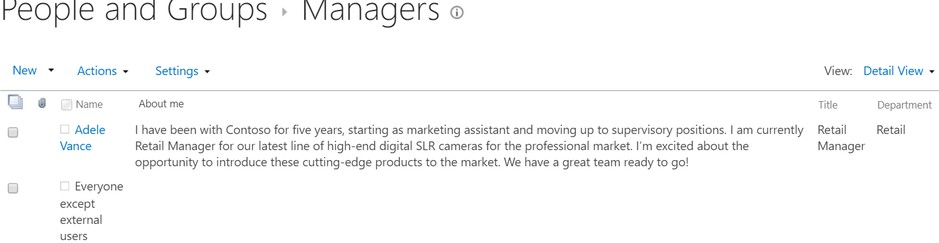 People and Groups ▸ Managers
New Actions Settings View: Detail View
Name About me Title Department
Adele Vance I have been with Contoso for five years, starting as marketing assistant and moving up to supervisory positions. I am currently Retail Manager for our latest line of high-end digital SLR cameras for the professional market. I'm excited about the opportunity to introduce these cutting-edge products to the market. We have a great team ready to go! Retail Manager Retail
Everyone
except
external
users